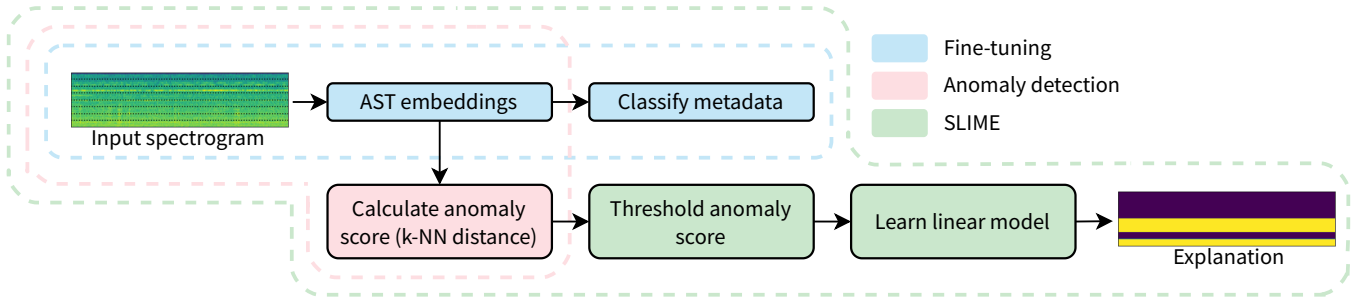 Fine-tuning
Anomaly detection
SLIME
AST embeddings
Classify metadata
Input spectrogram
Calculate anomaly
score (k-NN distance)
Threshold anomaly
score
Learn linear model
Explanation